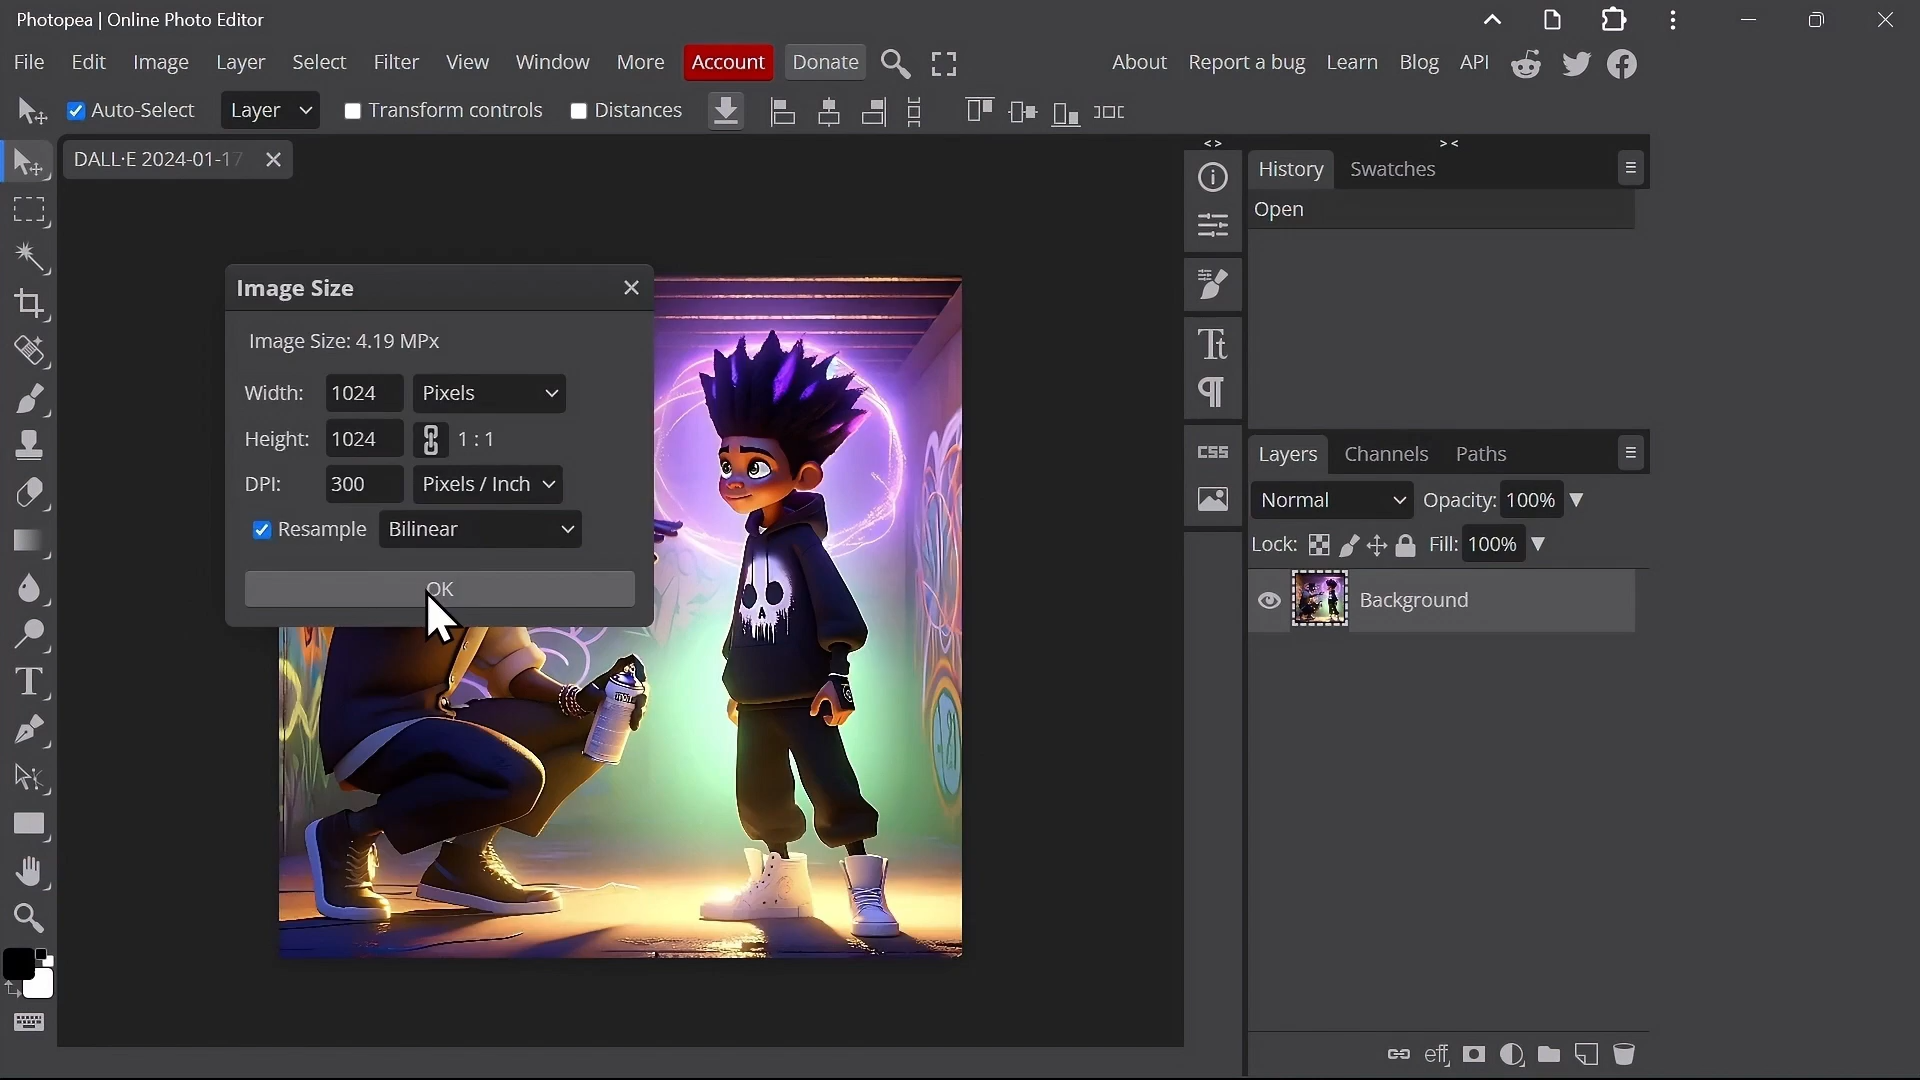 Photopea | Online Photo Editor
File Edit Image Layer Select Filter View Window More Account Donate About Report a bug Learn Blog API
Auto-Select Layer Transform controls Distances
DALL·E 2024-01-17
History Swatches
Open
Image Size
Image Size: 4.19 MPx
Width: 1024 Pixels
Height: 1024 1 : 1
DPI: 300 Pixels / Inch
Resample Bilinear
OK
Tt
CSS
Layers Channels Paths
Normal Opacity: 100%
Lock: Fill: 100%
Background
T
eff